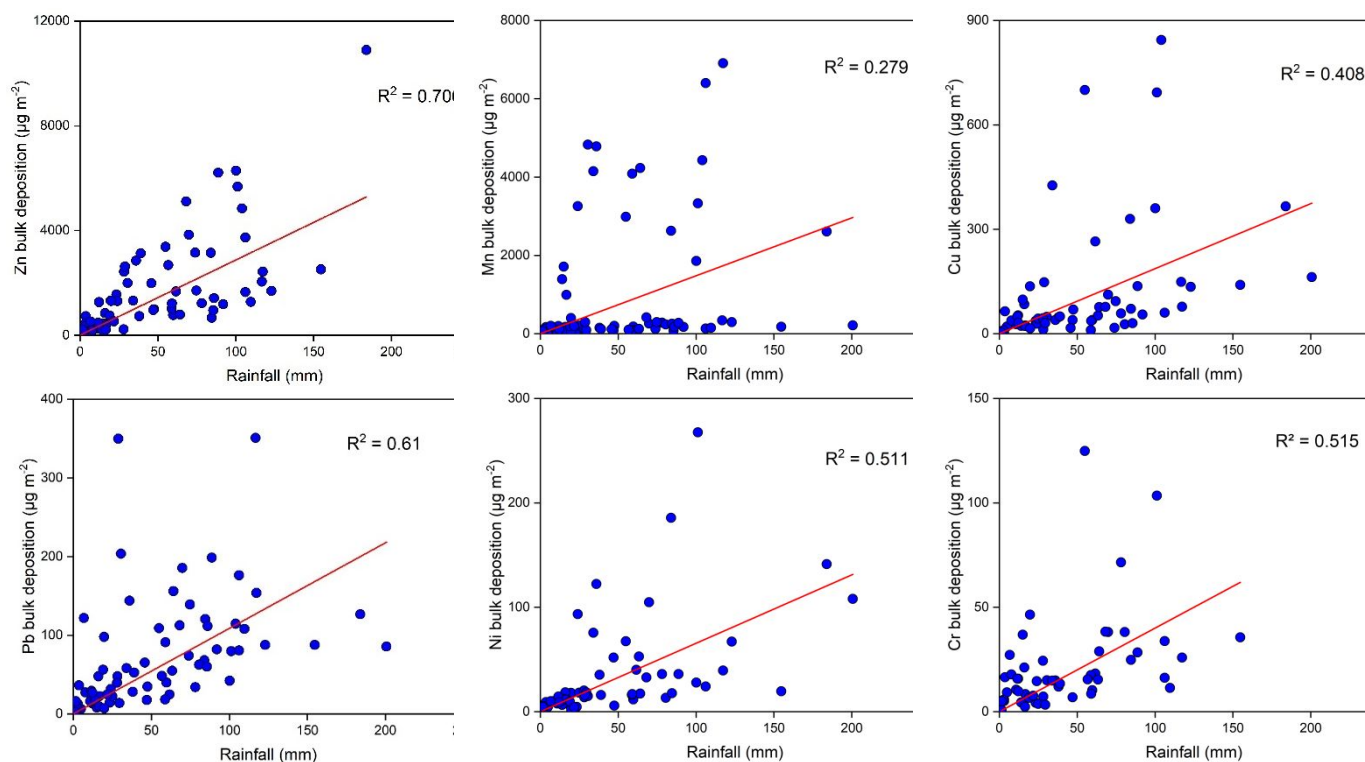 12000
8000
4000
0
Zn bulk deposition (µg m-2)
R2 = 0.70
0 50 100 150 200
Rainfall (mm)
8000
6000
4000
2000
0
Mn bulk deposition (µg m-2)
R2 = 0.279
0 50 100 150 200
Rainfall (mm)
900
600
300
0
Cu bulk deposition (µg m-2)
R2 = 0.408
0 50 100 150 200
Rainfall (mm)
400
300
200
100
0
Pb bulk deposition (µg m-2)
R2 = 0.61
0 50 100 150 200
Rainfall (mm)
300
200
100
0
Ni bulk deposition (µg m-2)
R2 = 0.511
0 50 100 150 200
Rainfall (mm)
150
100
50
0
Cr bulk deposition (µg m-2)
R² = 0.515
0 50 100 150 200
Rainfall (mm)